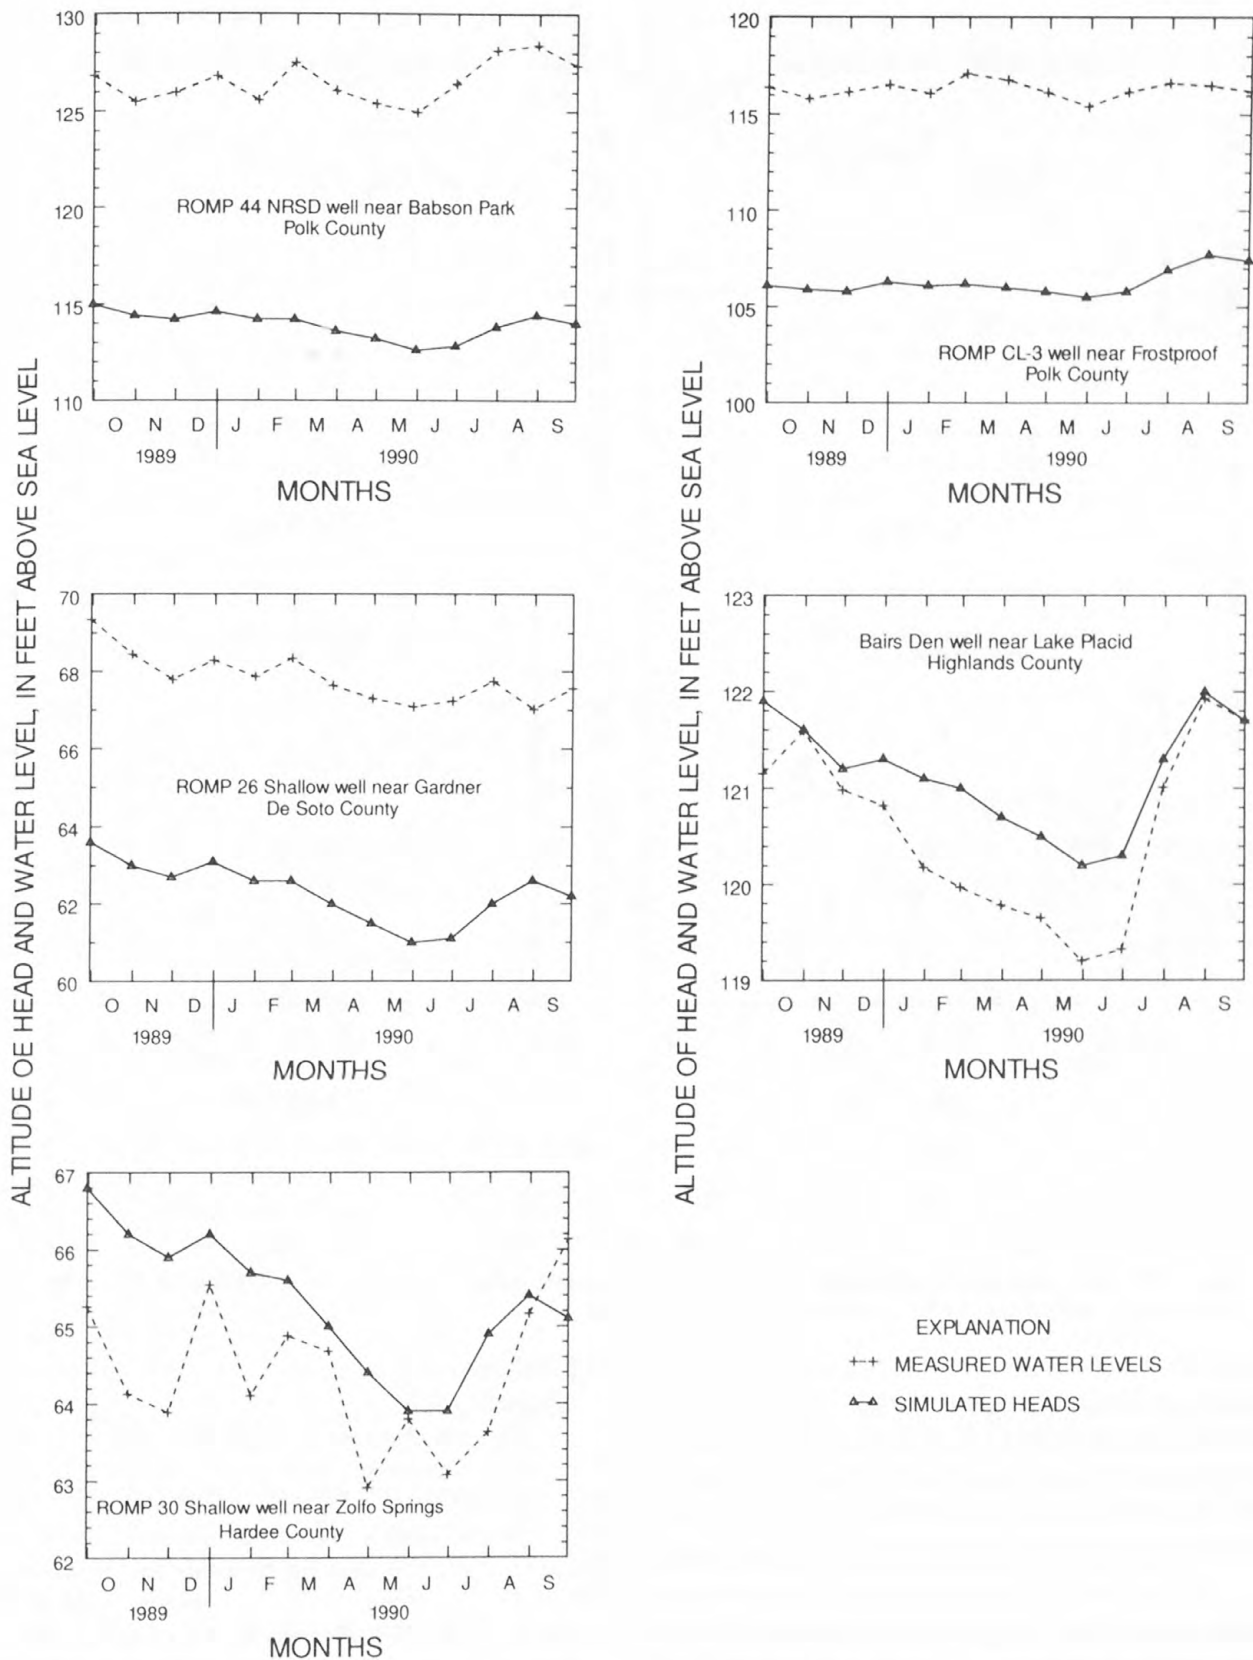 ALTITUDE OE HEAD AND WATER LEVEL, IN FEET ABOVE SEA LEVEL
130
125
120
115
110
ROMP 44 NRSD well near Babson Park
Polk County
O N D J F M A M J J A S
1989 1990
MONTHS
70
68
66
64
62
60
ROMP 26 Shallow well near Gardner
De Soto County
O N D J F M A M J J A S
1989 1990
MONTHS
67
66
65
64
63
62
ROMP 30 Shallow well near Zolfo Springs
Hardee County
O N D J F M A M J J A S
1989 1990
MONTHS
ALTITUDE OF HEAD AND WATER LEVEL, IN FEET ABOVE SEA LEVEL
120
115
110
105
100
ROMP CL-3 well near Frostproof
Polk County
O N D J F M A M J J A S
1989 1990
MONTHS
123
122
121
120
119
Bairs Den well near Lake Placid
Highlands County
O N D J F M A M J J A S
1989 1990
MONTHS
EXPLANATION
MEASURED WATER LEVELS
SIMULATED HEADS